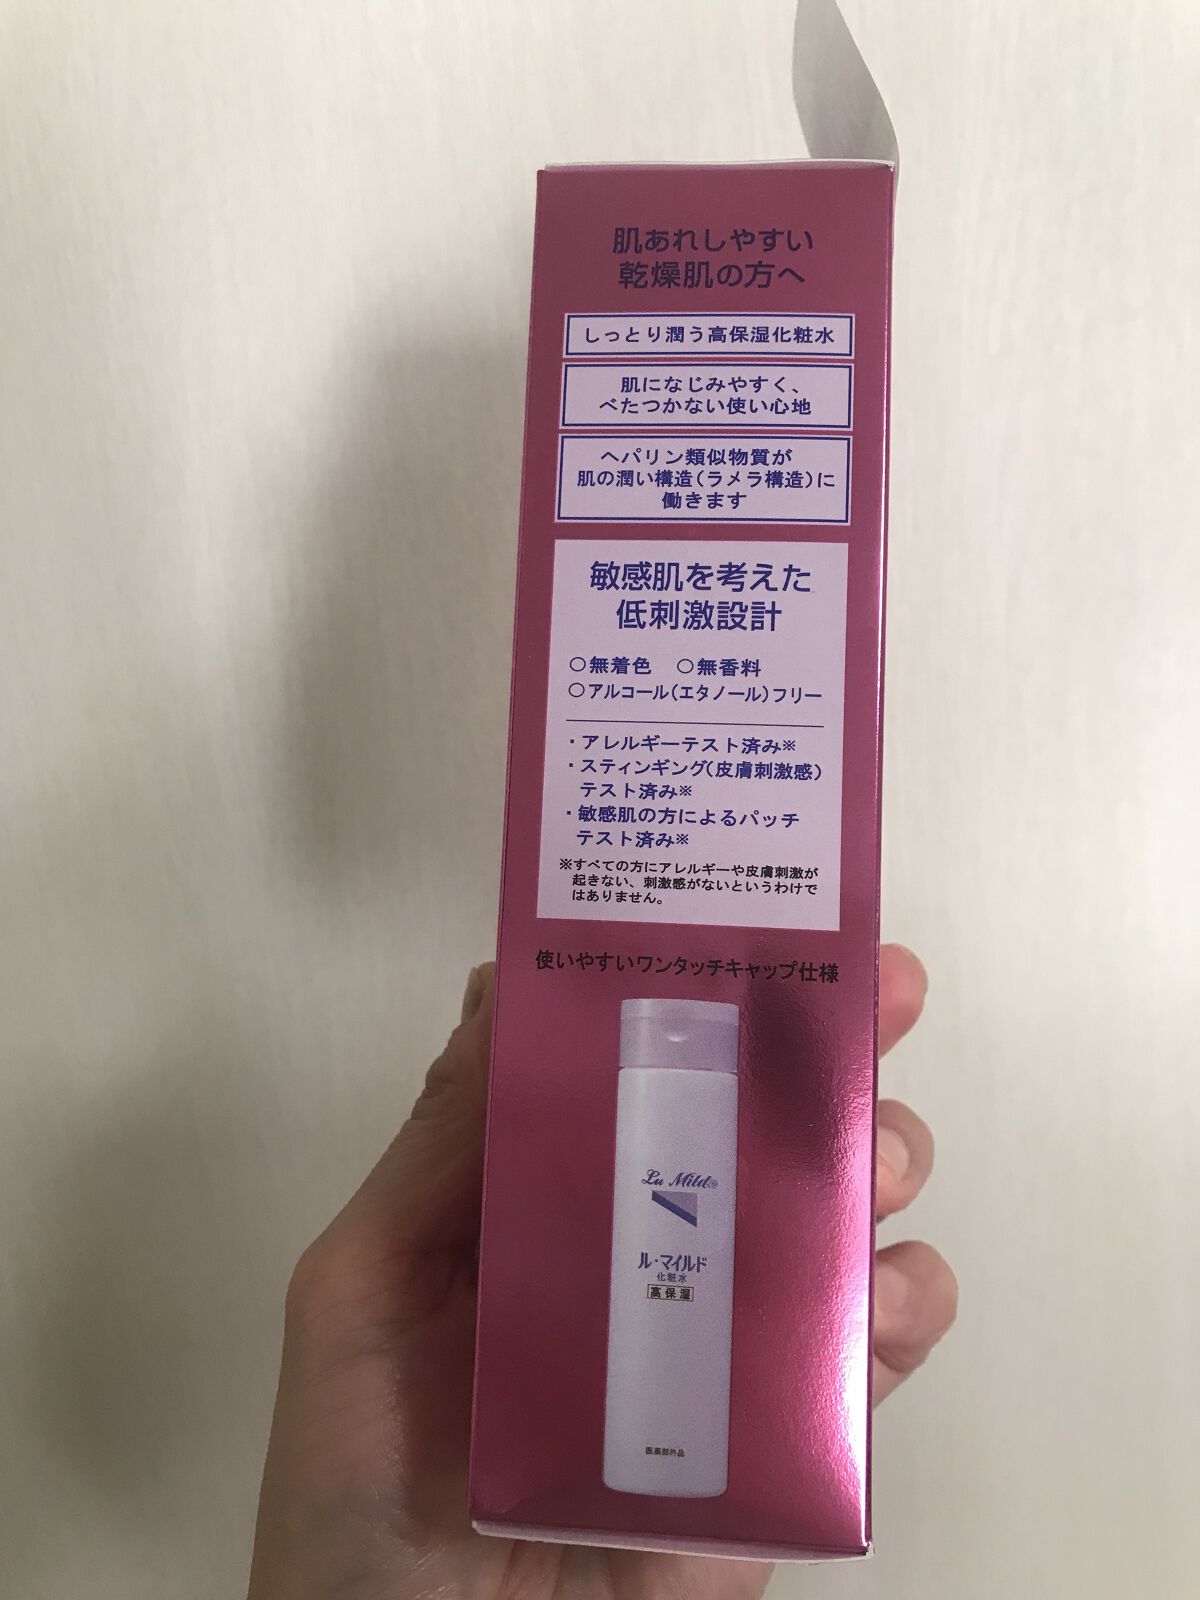 肌あれしやすい
乾燥肌の方へ
しっとり潤う高保湿化粧水
肌になじみやすく、
べたつかない使い心地
ヘパリン類似物質が
肌の潤い構造(ラメラ構造)に
働きます
敏感肌を考えた
低刺激設計
○無着色 ○無香料
○アルコール(エタノール)フリー
・アレルギーテスト済み※
・スティンギング(皮膚刺激感)
テスト済み※
・敏感肌の方によるパッチ
テスト済み※
※すべての方にアレルギーや皮膚刺激が
起きない、刺激感がないというわけで
はありません。
使いやすいワンタッチキャップ仕様
Lu Mild®
ル・マイルド
化粧水
高保湿
医薬部外品